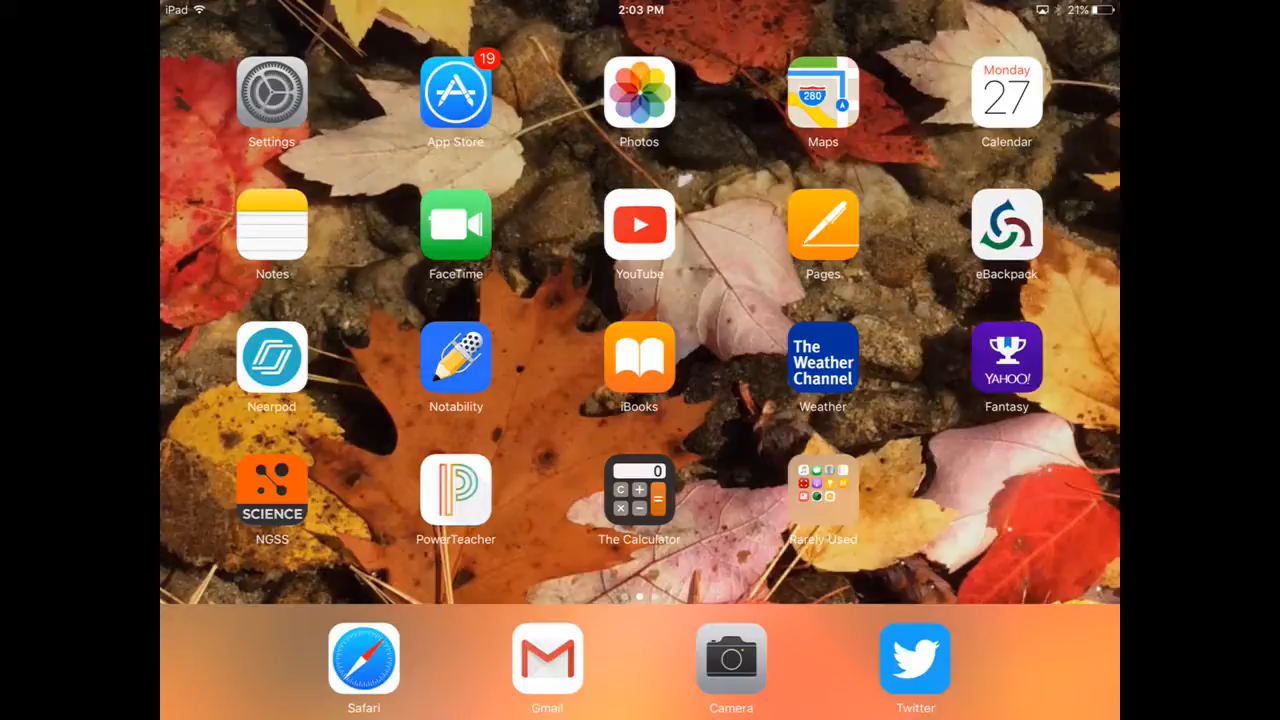 iPad 2:03 PM 21%
19
280
Monday
27
Settings App Store Photos Maps Calendar
Notes FaceTime YouTube Pages eBackpack
The
Weather
Channel
YAHOO!
Nearpod Notability iBooks Weather Fantasy
0
C + = × −
SCIENCE
NGSS PowerTeacher The Calculator Rarely Used
Safari Gmail Camera Twitter